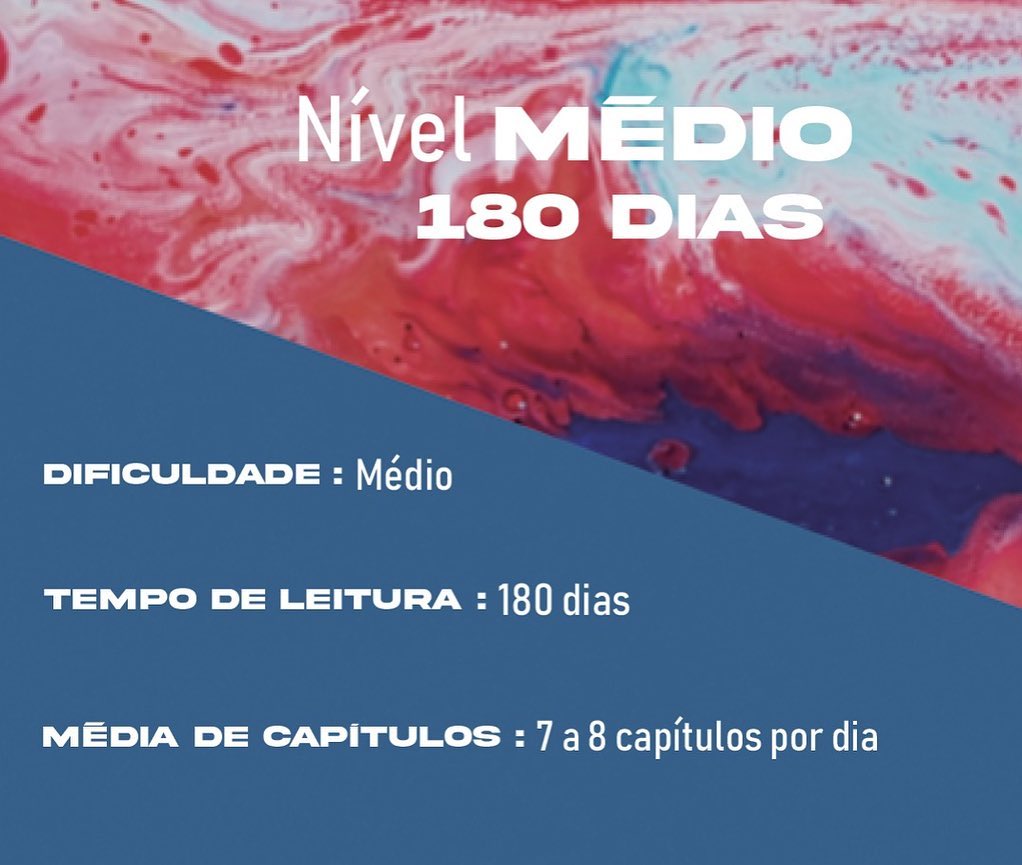 Nível MÉDIO
180 DIAS
DIFICULDADE : Médio
TEMPO DE LEITURA : 180 dias
MÉDIA DE CAPÍTULOS : 7 a 8 capítulos por dia